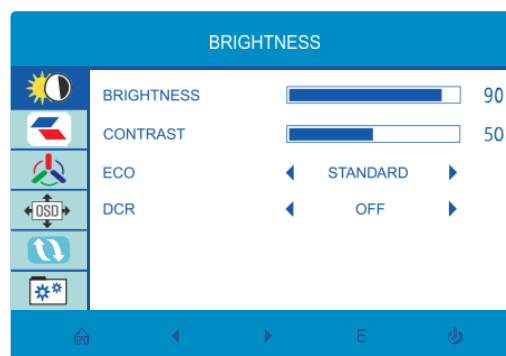 BRIGHTNESS
BRIGHTNESS 90
CONTRAST 50
ECO STANDARD
DCR OFF
OSD
E